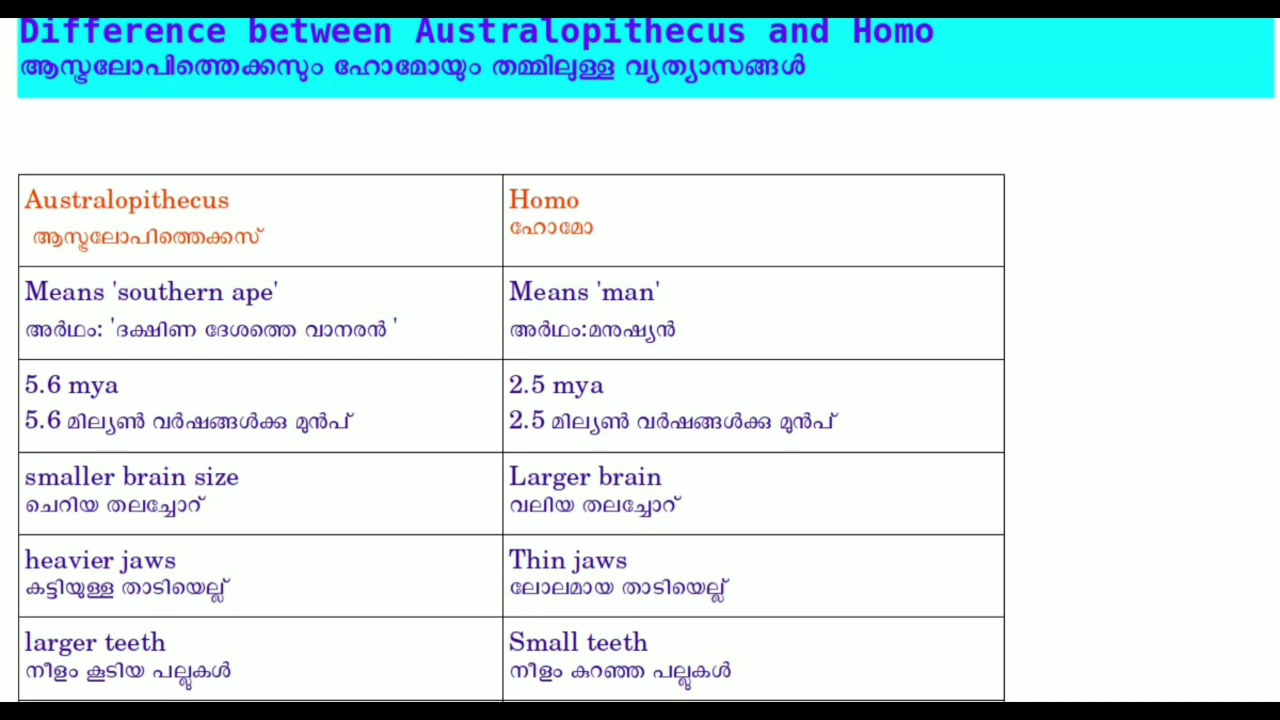 Difference between Australopithecus and Homo
ആസ്ട്രലോപിത്തെക്കസും ഹോമോയും തമ്മിലുള്ള വ്യത്യാസങ്ങൾ
Australopithecus
ആസ്ട്രലോപിത്തെക്കസ്
Homo
ഹോമോ
Means 'southern ape'
അർഥം: 'ദക്ഷിണ ദേശത്തെ വാനരൻ '
Means 'man'
അർഥം:മനുഷ്യൻ
5.6 mya
5.6 മില്യൺ വർഷങ്ങൾക്കു മുൻപ്
2.5 mya
2.5 മില്യൺ വർഷങ്ങൾക്കു മുൻപ്
smaller brain size
ചെറിയ തലച്ചോറ്
Larger brain
വലിയ തലച്ചോറ്
heavier jaws
കട്ടിയുള്ള താടിയെല്ല്
Thin jaws
ലോലമായ താടിയെല്ല്
larger teeth
നീളം കൂടിയ പല്ലുകൾ
Small teeth
നീളം കുറഞ്ഞ പല്ലുകൾ